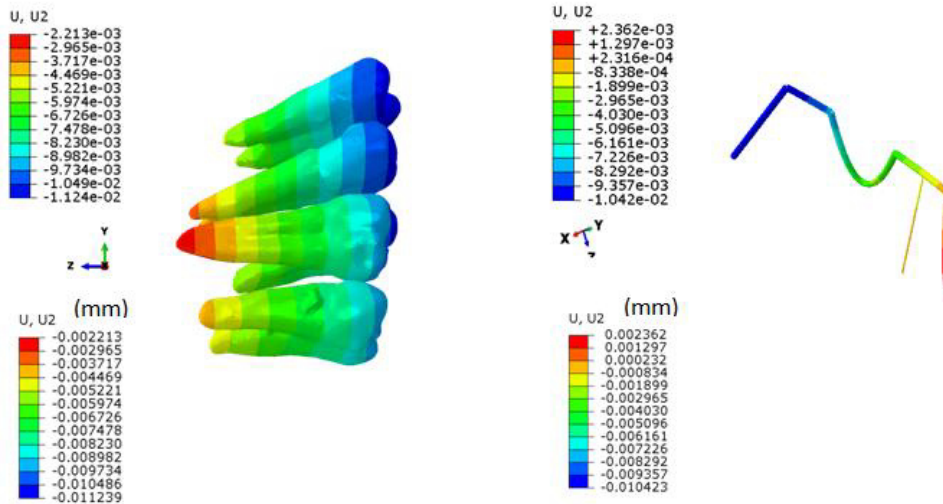 U, U2
-2.213e-03
-2.965e-03
-3.717e-03
-4.469e-03
-5.221e-03
-5.974e-03
-6.726e-03
-7.478e-03
-8.230e-03
-8.982e-03
-9.734e-03
-1.049e-02
-1.124e-02
Y
Z
X
(mm)
U, U2
-0.002213
-0.002965
-0.003717
-0.004469
-0.005221
-0.005974
-0.006726
-0.007478
-0.008230
-0.008982
-0.009734
-0.010486
-0.011239
U, U2
+2.362e-03
+1.297e-03
+2.316e-04
-8.338e-04
-1.899e-03
-2.965e-03
-4.030e-03
-5.096e-03
-6.161e-03
-7.226e-03
-8.292e-03
-9.357e-03
-1.042e-02
Y
X
(mm)
U, U2
0.002362
0.001297
0.000232
-0.000834
-0.001899
-0.002965
-0.004030
-0.005096
-0.006161
-0.007226
-0.008292
-0.009357
-0.010423